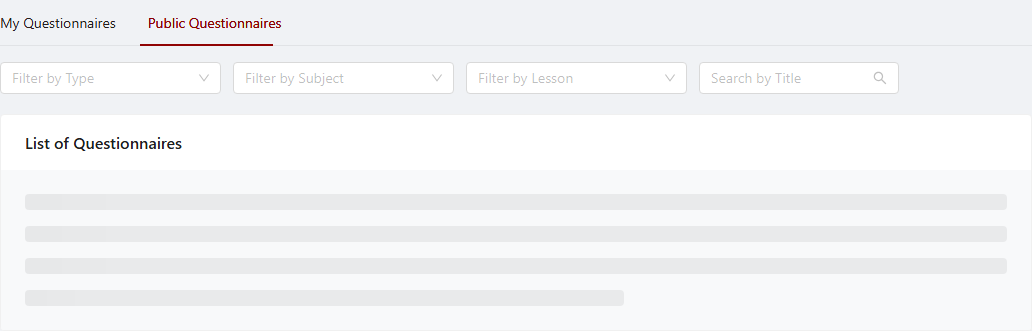 My Questionnaires
Public Questionnaires
Filter by Type
Filter by Subject
Filter by Lesson
Search by Title
List of Questionnaires